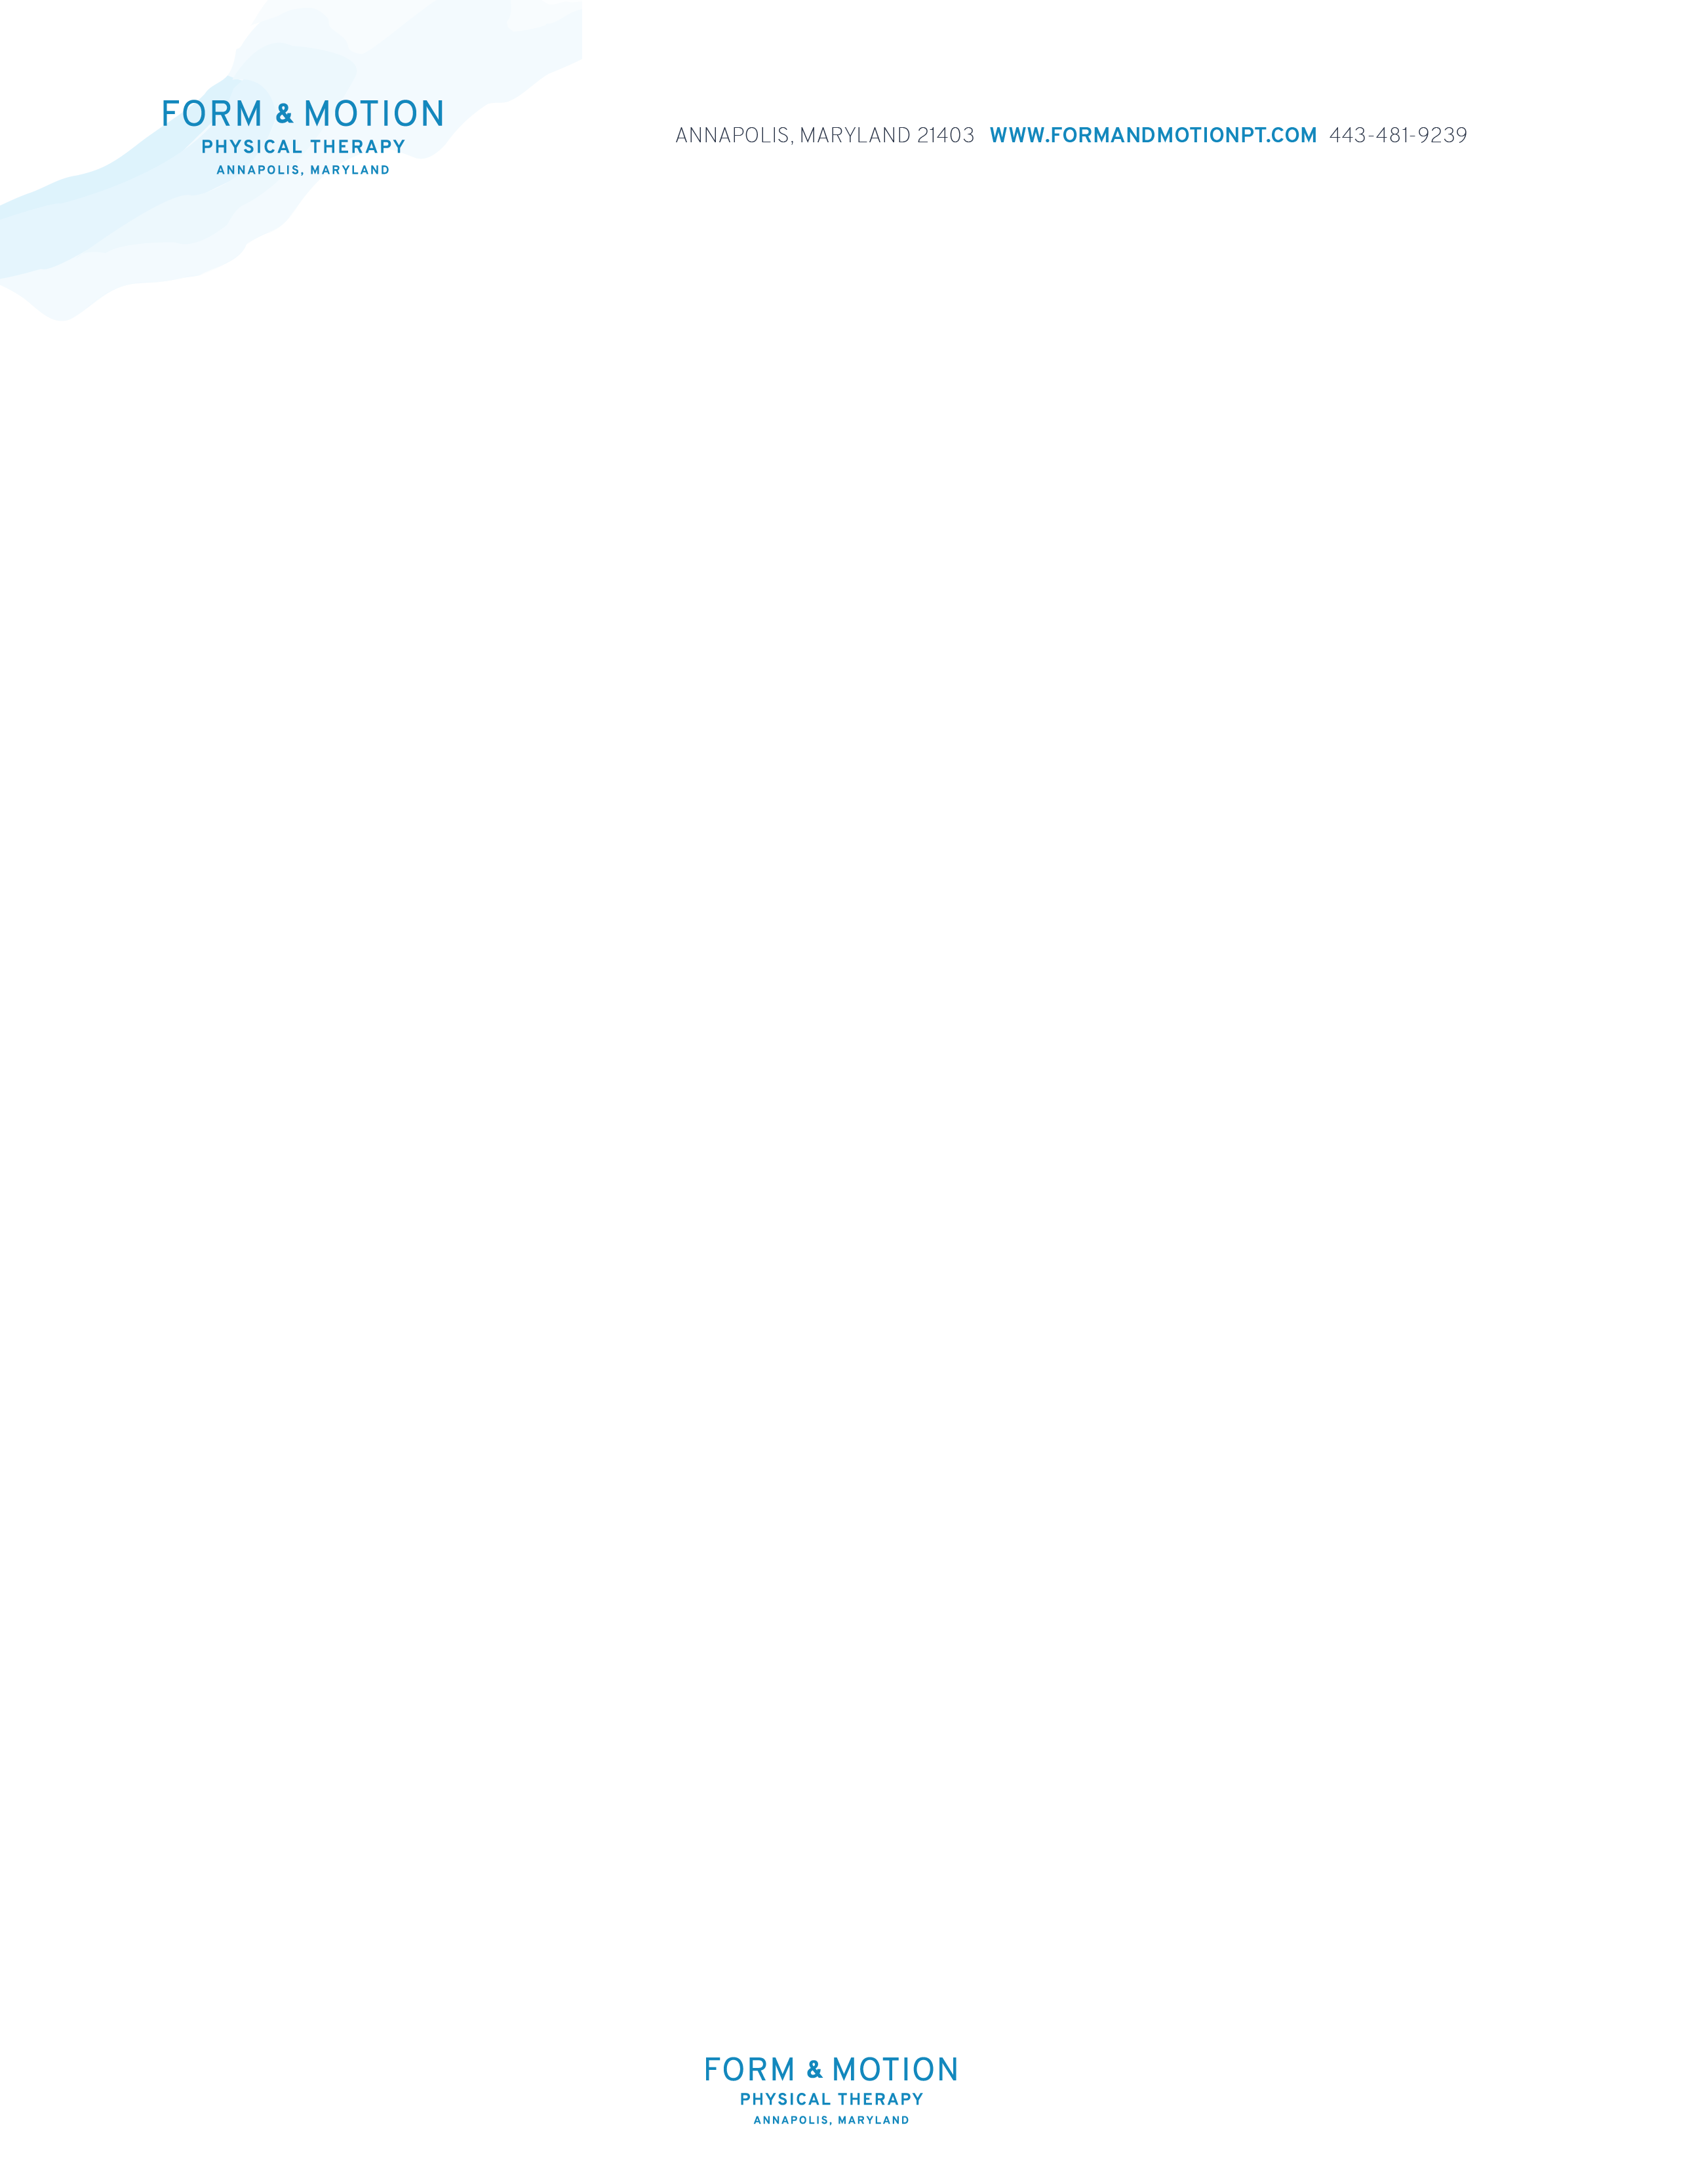 FORM & MOTION
PHYSICAL THERAPY
ANNAPOLIS, MARYLAND
ANNAPOLIS, MARYLAND 21403 WWW.FORMANDMOTIONPT.COM 443-481-9239
FORM & MOTION
PHYSICAL THERAPY
ANNAPOLIS, MARYLAND